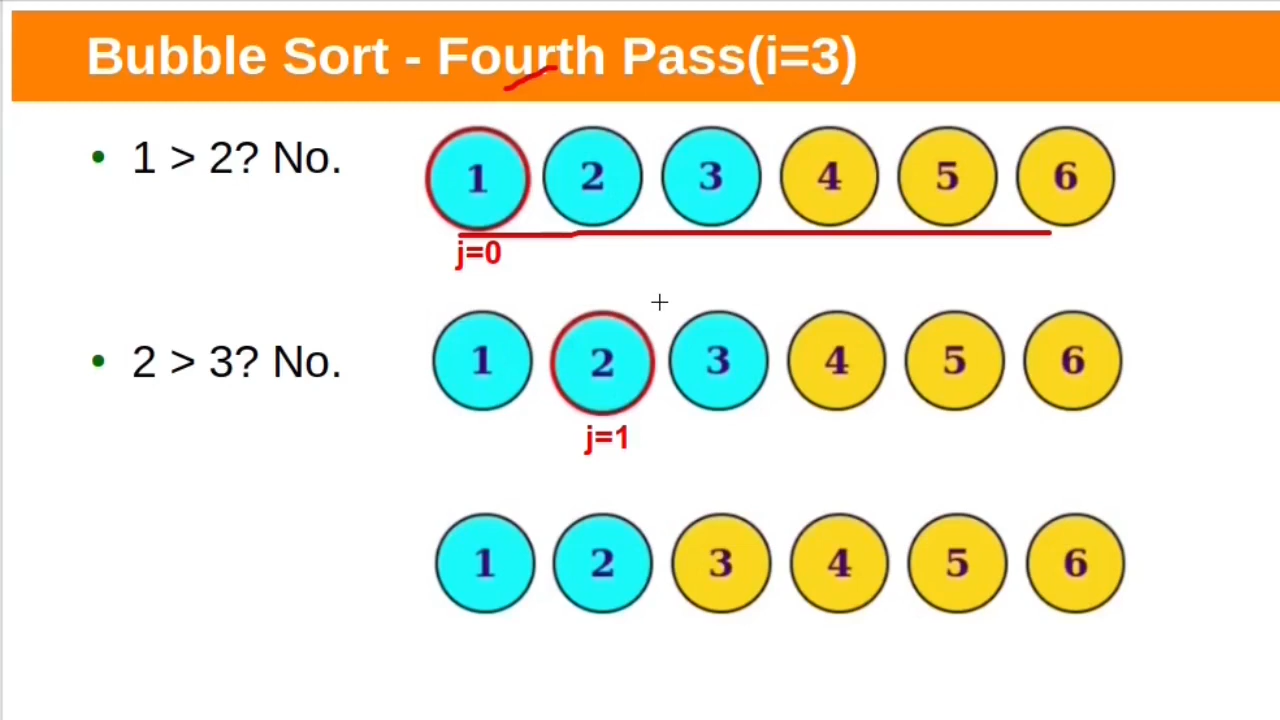 Bubble Sort - Fourth Pass(i=3)
• 1 > 2? No.
1 2 3 4 5 6
j=0
• 2 > 3? No.
1 2 3 4 5 6
j=1
1 2 3 4 5 6